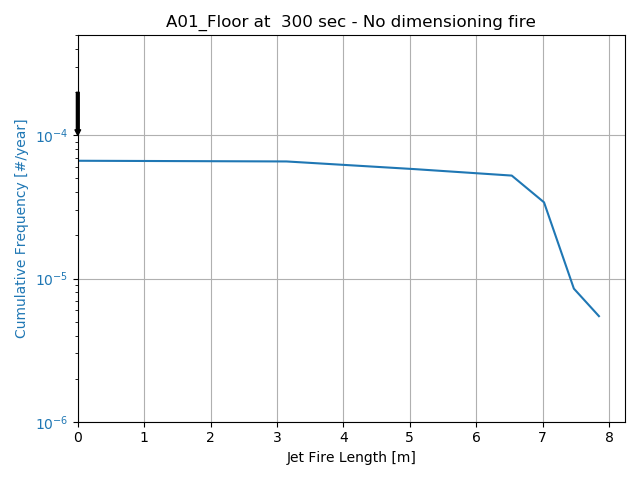 A01_Floor at  300 sec - No dimensioning fire
Cumulative Frequency [#/year]
10⁻⁴
10⁻⁵
10⁻⁶
0 1 2 3 4 5 6 7 8
Jet Fire Length [m]